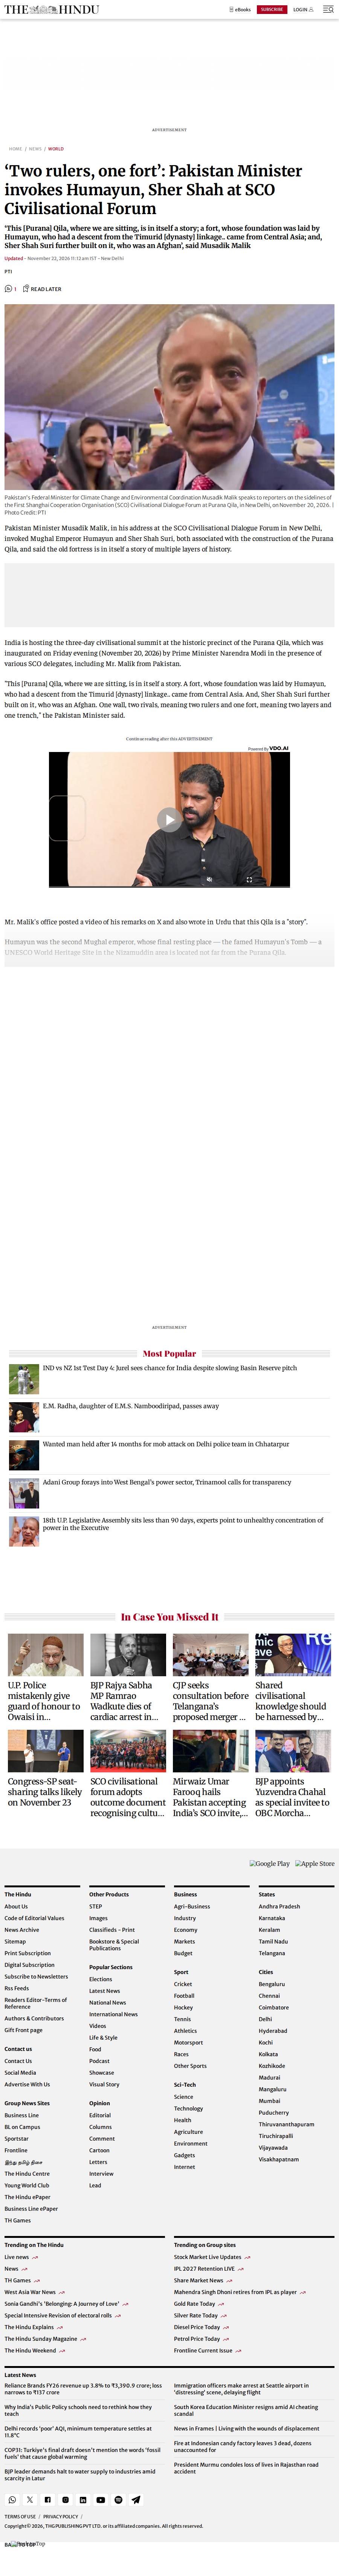 THE HINDU
eBooks
SUBSCRIBE
LOGIN
ADVERTISEMENT
HOME / NEWS / WORLD
‘Two rulers, one fort’: Pakistan Minister
invokes Humayun, Sher Shah at SCO
Civilisational Forum
‘This [Purana] Qila, where we are sitting, is in itself a story; a fort, whose foundation was laid by
Humayun, who had a descent from the Timurid [dynasty] linkage.. came from Central Asia; and,
Sher Shah Suri further built on it, who was an Afghan’, said Musadik Malik
Updated - November 22, 2026 11:12 am IST - New Delhi
PTI
1
READ LATER
Pakistan's Federal Minister for Climate Change and Environmental Coordination Musadik Malik speaks to reporters on the sidelines of
the First Shanghai Cooperation Organisation (SCO) Civilisational Dialogue Forum at Purana Qila, in New Delhi, on November 20, 2026. |
Photo Credit: PTI
Pakistan Minister Musadik Malik, in his address at the SCO Civilisational Dialogue Forum in New Delhi,
invoked Mughal Emperor Humayun and Sher Shah Suri, both associated with the construction of the Purana
Qila, and said the fortress is in itself a story of multiple layers of history.
India is hosting the three-day civilisational summit at the historic precinct of the Purana Qila, which was
inaugurated on Friday evening (November 20, 2026) by Prime Minister Narendra Modi in the presence of
various SCO delegates, including Mr. Malik from Pakistan.
"This [Purana] Qila, where we are sitting, is in itself a story. A fort, whose foundation was laid by Humayun,
who had a descent from the Timurid [dynasty] linkage.. came from Central Asia. And, Sher Shah Suri further
built on it, who was an Afghan. One wall, two rivals, meaning two rulers and one fort, meaning two layers and
one trench," the Pakistan Minister said.
Continue reading after this ADVERTISEMENT
Powered By VDO.AI
Mr. Malik's office posted a video of his remarks on X and also wrote in Urdu that this Qila is a "story".
Humayun was the second Mughal emperor, whose final resting place — the famed Humayun's Tomb — a
UNESCO World Heritage Site in the Nizamuddin area is located not far from the Purana Qila.
ADVERTISEMENT
Most Popular
IND vs NZ 1st Test Day 4: Jurel sees chance for India despite slowing Basin Reserve pitch
E.M. Radha, daughter of E.M.S. Namboodiripad, passes away
Wanted man held after 14 months for mob attack on Delhi police team in Chhatarpur
Adani Group forays into West Bengal's power sector, Trinamool calls for transparency
18th U.P. Legislative Assembly sits less than 90 days, experts point to unhealthy concentration of
power in the Executive
In Case You Missed It
U.P. Police
mistakenly give
guard of honour to
Owaisi in...
BJP Rajya Sabha
MP Ramrao
Wadkute dies of
cardiac arrest in...
CJP seeks
consultation before
Telangana’s
proposed merger ...
Shared
civilisational
knowledge should
be harnessed by...
Congress-SP seat-
sharing talks likely
on November 23
SCO civilisational
forum adopts
outcome document
recognising cultu...
Mirwaiz Umar
Farooq hails
Pakistan accepting
India’s SCO invite,...
BJP appoints
Yuzvendra Chahal
as special invitee to
OBC Morcha...
Google Play
Apple Store
The Hindu
About Us
Code of Editorial Values
News Archive
Sitemap
Print Subscription
Digital Subscription
Subscribe to Newsletters
Rss Feeds
Readers Editor-Terms of
Reference
Authors & Contributors
Gift Front page
Contact us
Contact Us
Social Media
Advertise With Us
Group News Sites
Business Line
BL on Campus
Sportstar
Frontline
இந்து தமிழ் திசை
The Hindu Centre
Young World Club
The Hindu ePaper
Business Line ePaper
TH Games
Other Products
STEP
Images
Classifieds - Print
Bookstore & Special
Publications
Popular Sections
Elections
Latest News
National News
International News
Videos
Life & Style
Food
Podcast
Showcase
Visual Story
Opinion
Editorial
Columns
Comment
Cartoon
Letters
Interview
Lead
Business
Agri-Business
Industry
Economy
Markets
Budget
Sport
Cricket
Football
Hockey
Tennis
Athletics
Motorsport
Races
Other Sports
Sci-Tech
Science
Technology
Health
Agriculture
Environment
Gadgets
Internet
States
Andhra Pradesh
Karnataka
Keralam
Tamil Nadu
Telangana
Cities
Bengaluru
Chennai
Coimbatore
Delhi
Hyderabad
Kochi
Kolkata
Kozhikode
Madurai
Mangaluru
Mumbai
Puducherry
Thiruvananthapuram
Tiruchirapalli
Vijayawada
Visakhapatnam
Trending on The Hindu
Live news
News
TH Games
West Asia War News
Sonia Gandhi's 'Belonging: A Journey of Love'
Special Intensive Revision of electoral rolls
The Hindu Explains
The Hindu Sunday Magazine
The Hindu Weekend
Trending on Group sites
Stock Market Live Updates
IPL 2027 Retention LIVE
Share Market News
Mahendra Singh Dhoni retires from IPL as player
Gold Rate Today
Silver Rate Today
Diesel Price Today
Petrol Price Today
Frontline Current Issue
Latest News
Reliance Brands FY26 revenue up 3.8% to ₹3,390.9 crore; loss
narrows to ₹137 crore
Why India’s Public Policy schools need to rethink how they
teach
Delhi records 'poor' AQI, minimum temperature settles at
11.8°C
COP31: Turkiye's final draft doesn't mention the words ‘fossil
fuels’ that cause global warming
BJP leader demands halt to water supply to industries amid
scarcity in Latur
Immigration officers make arrest at Seattle airport in
'distressing' scene, delaying flight
South Korea Education Minister resigns amid AI cheating
scandal
News in Frames | Living with the wounds of displacement
Fire at Indonesian candy factory leaves 3 dead, dozens
unaccounted for
President Murmu condoles loss of lives in Rajasthan road
accident
TERMS OF USE / PRIVACY POLICY /
Copyright© 2026, THG PUBLISHING PVT LTD. or its affiliated companies. All rights reserved.
BACK TO TOP